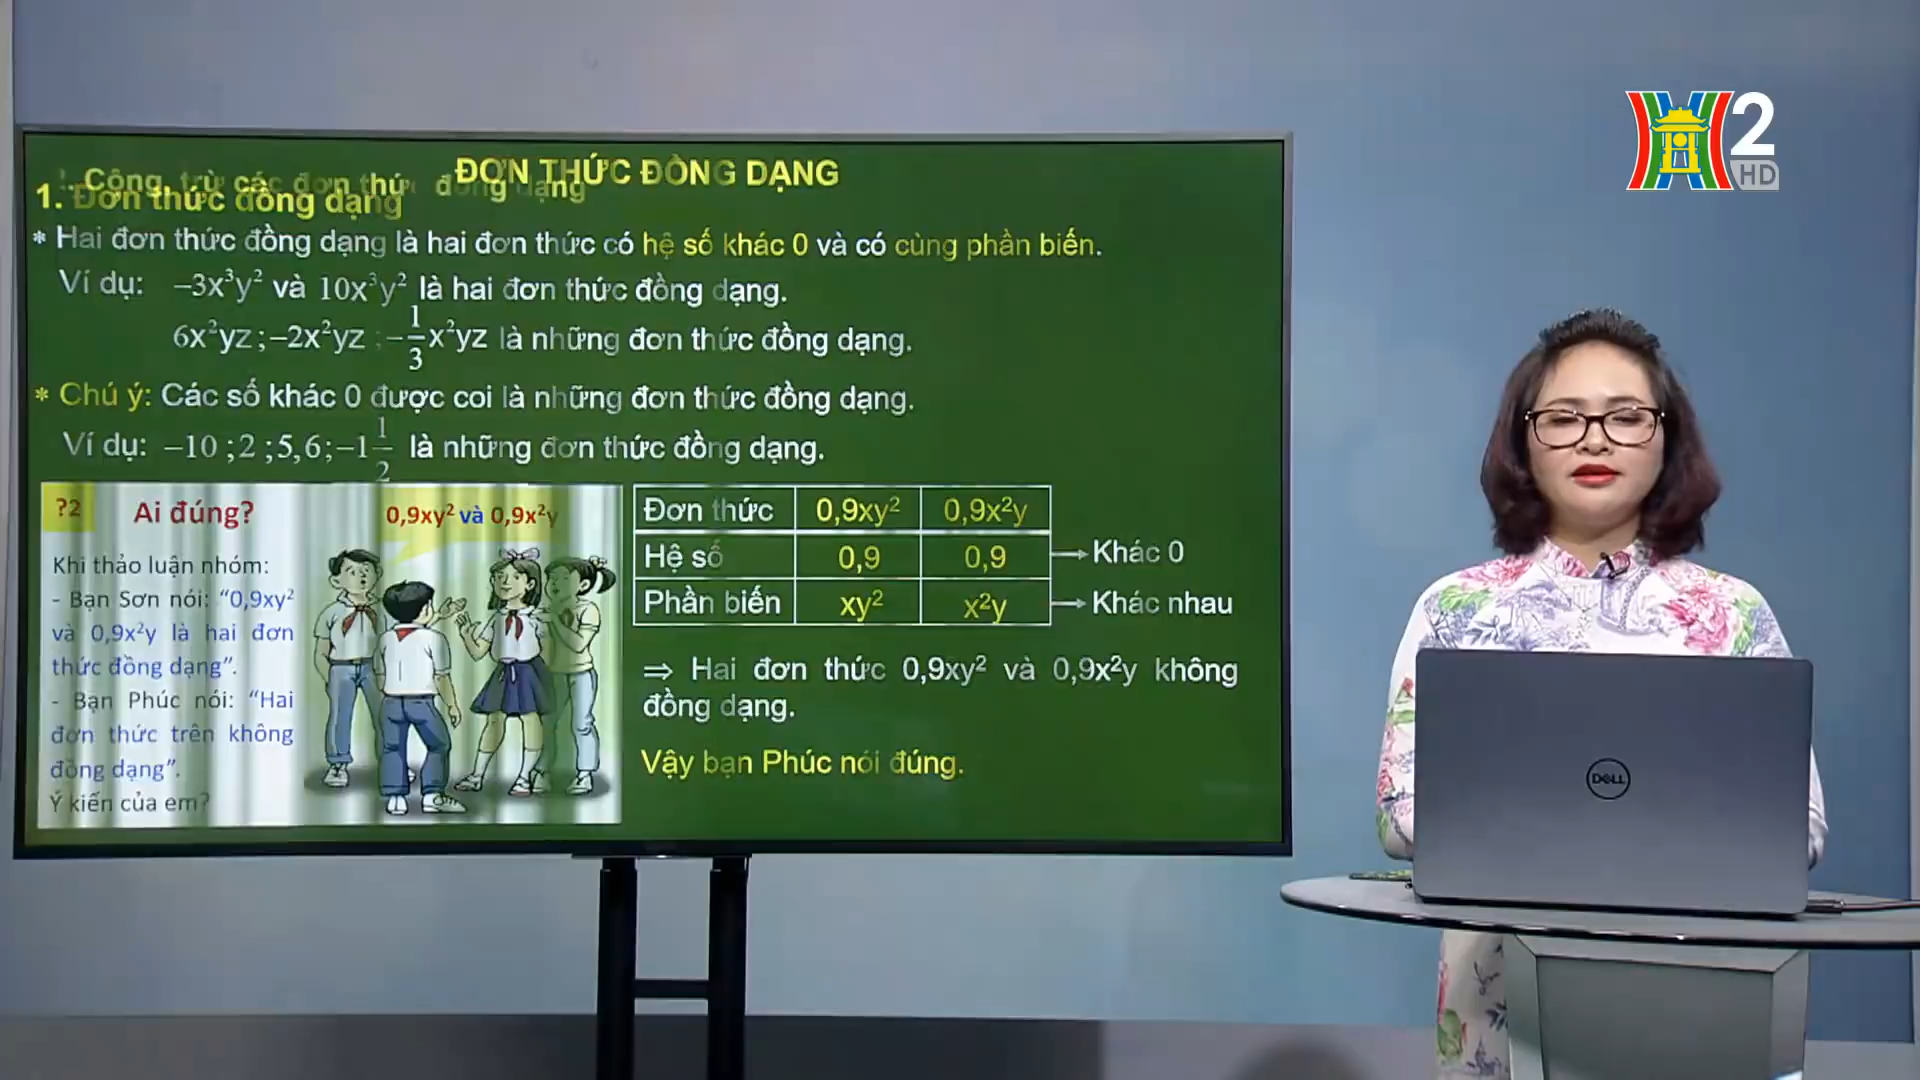 2
HD
ĐƠN THỨC ĐỒNG DẠNG
Cộng, trừ các đơn thức đồng dạng
1. Đơn thức đồng dạng
* Hai đơn thức đồng dạng là hai đơn thức có hệ số khác 0 và có cùng phần biến.
Ví dụ: −3x³y² và 10x³y² là hai đơn thức đồng dạng.
6x²yz ; −2x²yz ; −1/3x²yz là những đơn thức đồng dạng.
* Chú ý: Các số khác 0 được coi là những đơn thức đồng dạng.
Ví dụ: −10 ; 2 ; 5,6 ; −1 1/2 là những đơn thức đồng dạng.
?2 Ai đúng?
0,9xy² và 0,9x²y
Khi thảo luận nhóm:
- Bạn Sơn nói: “0,9xy²
và 0,9x²y là hai đơn
thức đồng dạng”.
- Bạn Phúc nói: “Hai
đơn thức trên không
đồng dạng”.
Ý kiến của em?
Đơn thức 0,9xy² 0,9x²y
Hệ số 0,9 0,9 → Khác 0
Phần biến xy² x²y → Khác nhau
⇒ Hai đơn thức 0,9xy² và 0,9x²y không
đồng dạng.
Vậy bạn Phúc nói đúng.
DELL